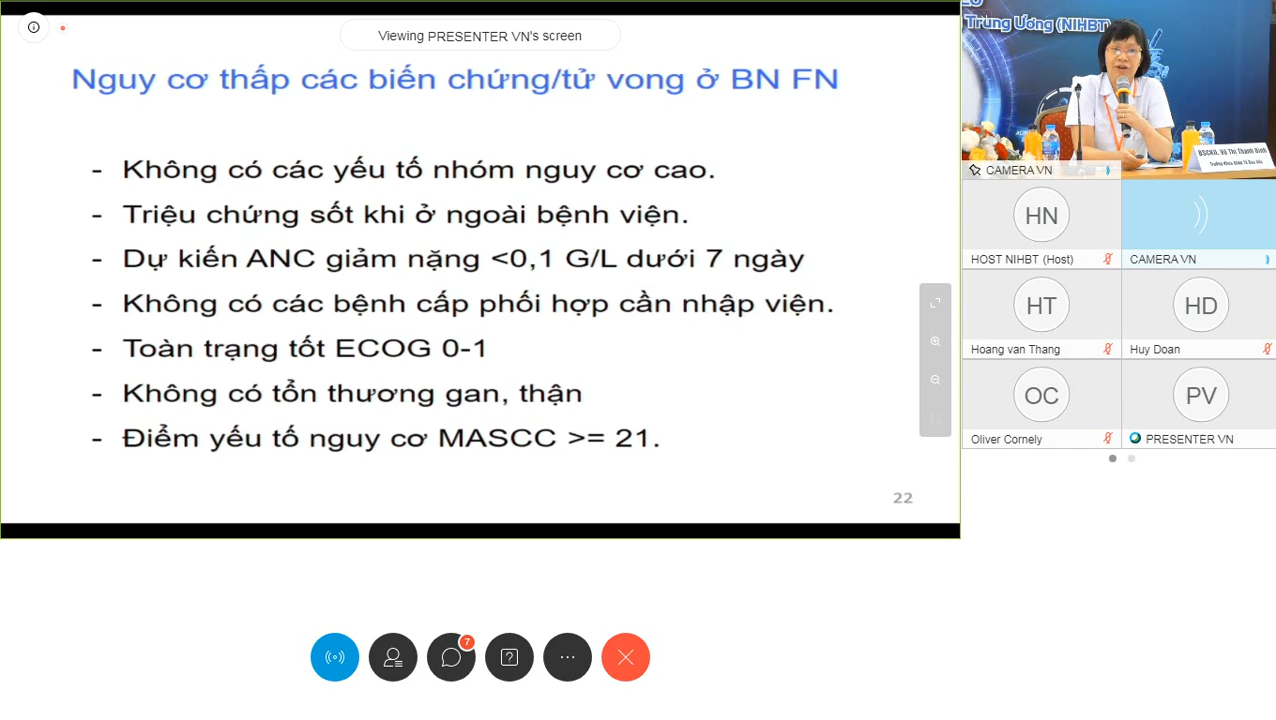 Viewing PRESENTER VN's screen
Nguy cơ thấp các biến chứng/tử vong ở BN FN
- Không có các yếu tố nhóm nguy cơ cao.
- Triệu chứng sốt khi ở ngoài bệnh viện.
- Dự kiến ANC giảm nặng <0,1 G/L dưới 7 ngày
- Không có các bệnh cấp phối hợp cần nhập viện.
- Toàn trạng tốt ECOG 0-1
- Không có tổn thương gan, thận
- Điểm yếu tố nguy cơ MASCC >= 21.
22
Trung Ương (NIHBT)
BSCKII. Vũ Thị Thanh Bình
CAMERA VN
HN
HOST NIHBT (Host)
CAMERA VN
HT
Hoang van Thang
HD
Huy Doan
OC
Oliver Cornely
PV
PRESENTER VN
7